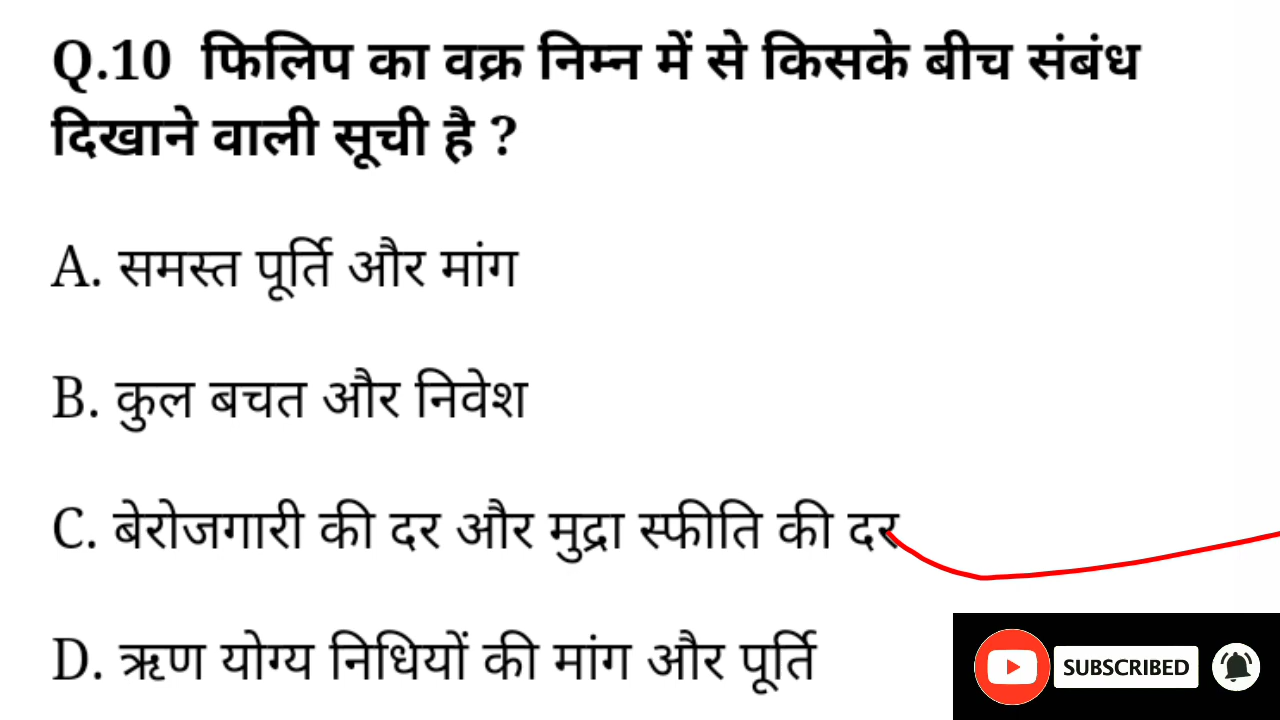 Q.10 फिलिप का वक्र निम्न में से किसके बीच संबंध
दिखाने वाली सूची है ?
A. समस्त पूर्ति और मांग
B. कुल बचत और निवेश
C. बेरोजगारी की दर और मुद्रा स्फीति की दर
D. ऋण योग्य निधियों की मांग और पूर्ति
SUBSCRIBED